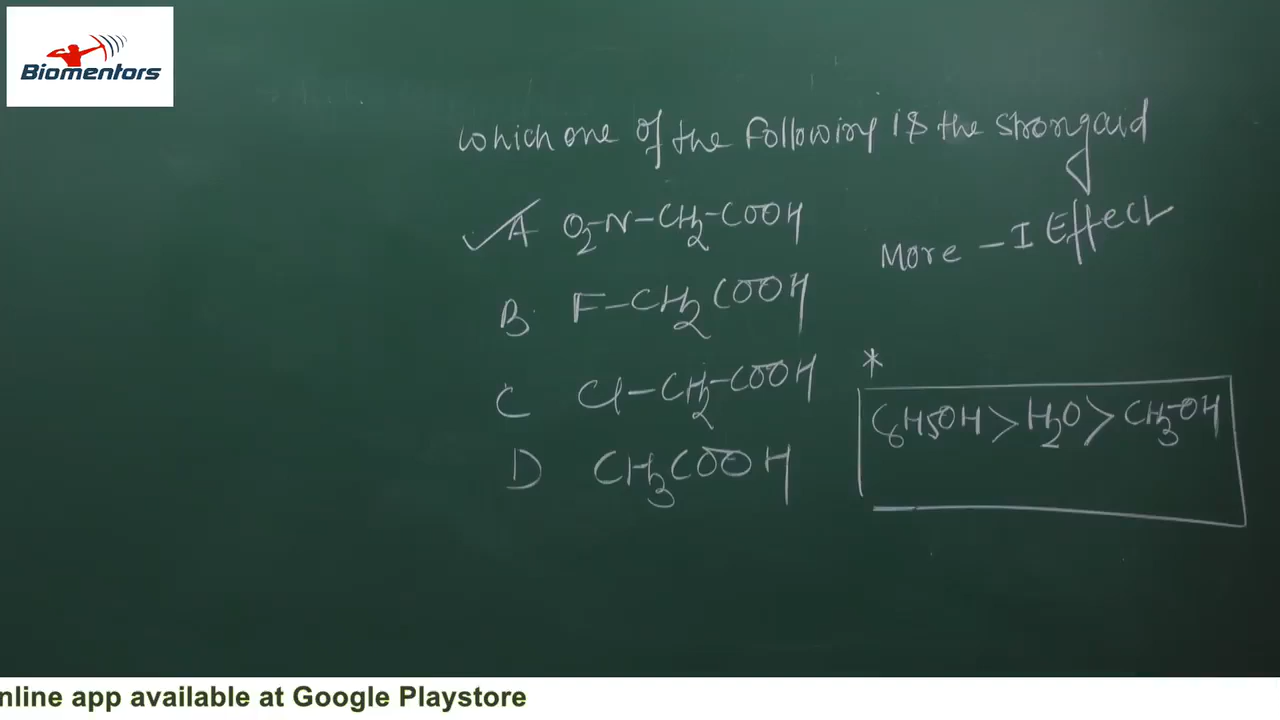 Biomentors
which one of the following is the strong acid
A O2N-CH2-COOH
More -I Effect
B. F-CH2COOH
C Cl-CH2-COOH
*
C6H5OH > H2O > CH3-OH
D CH3COOH
nline app available at Google Playstore